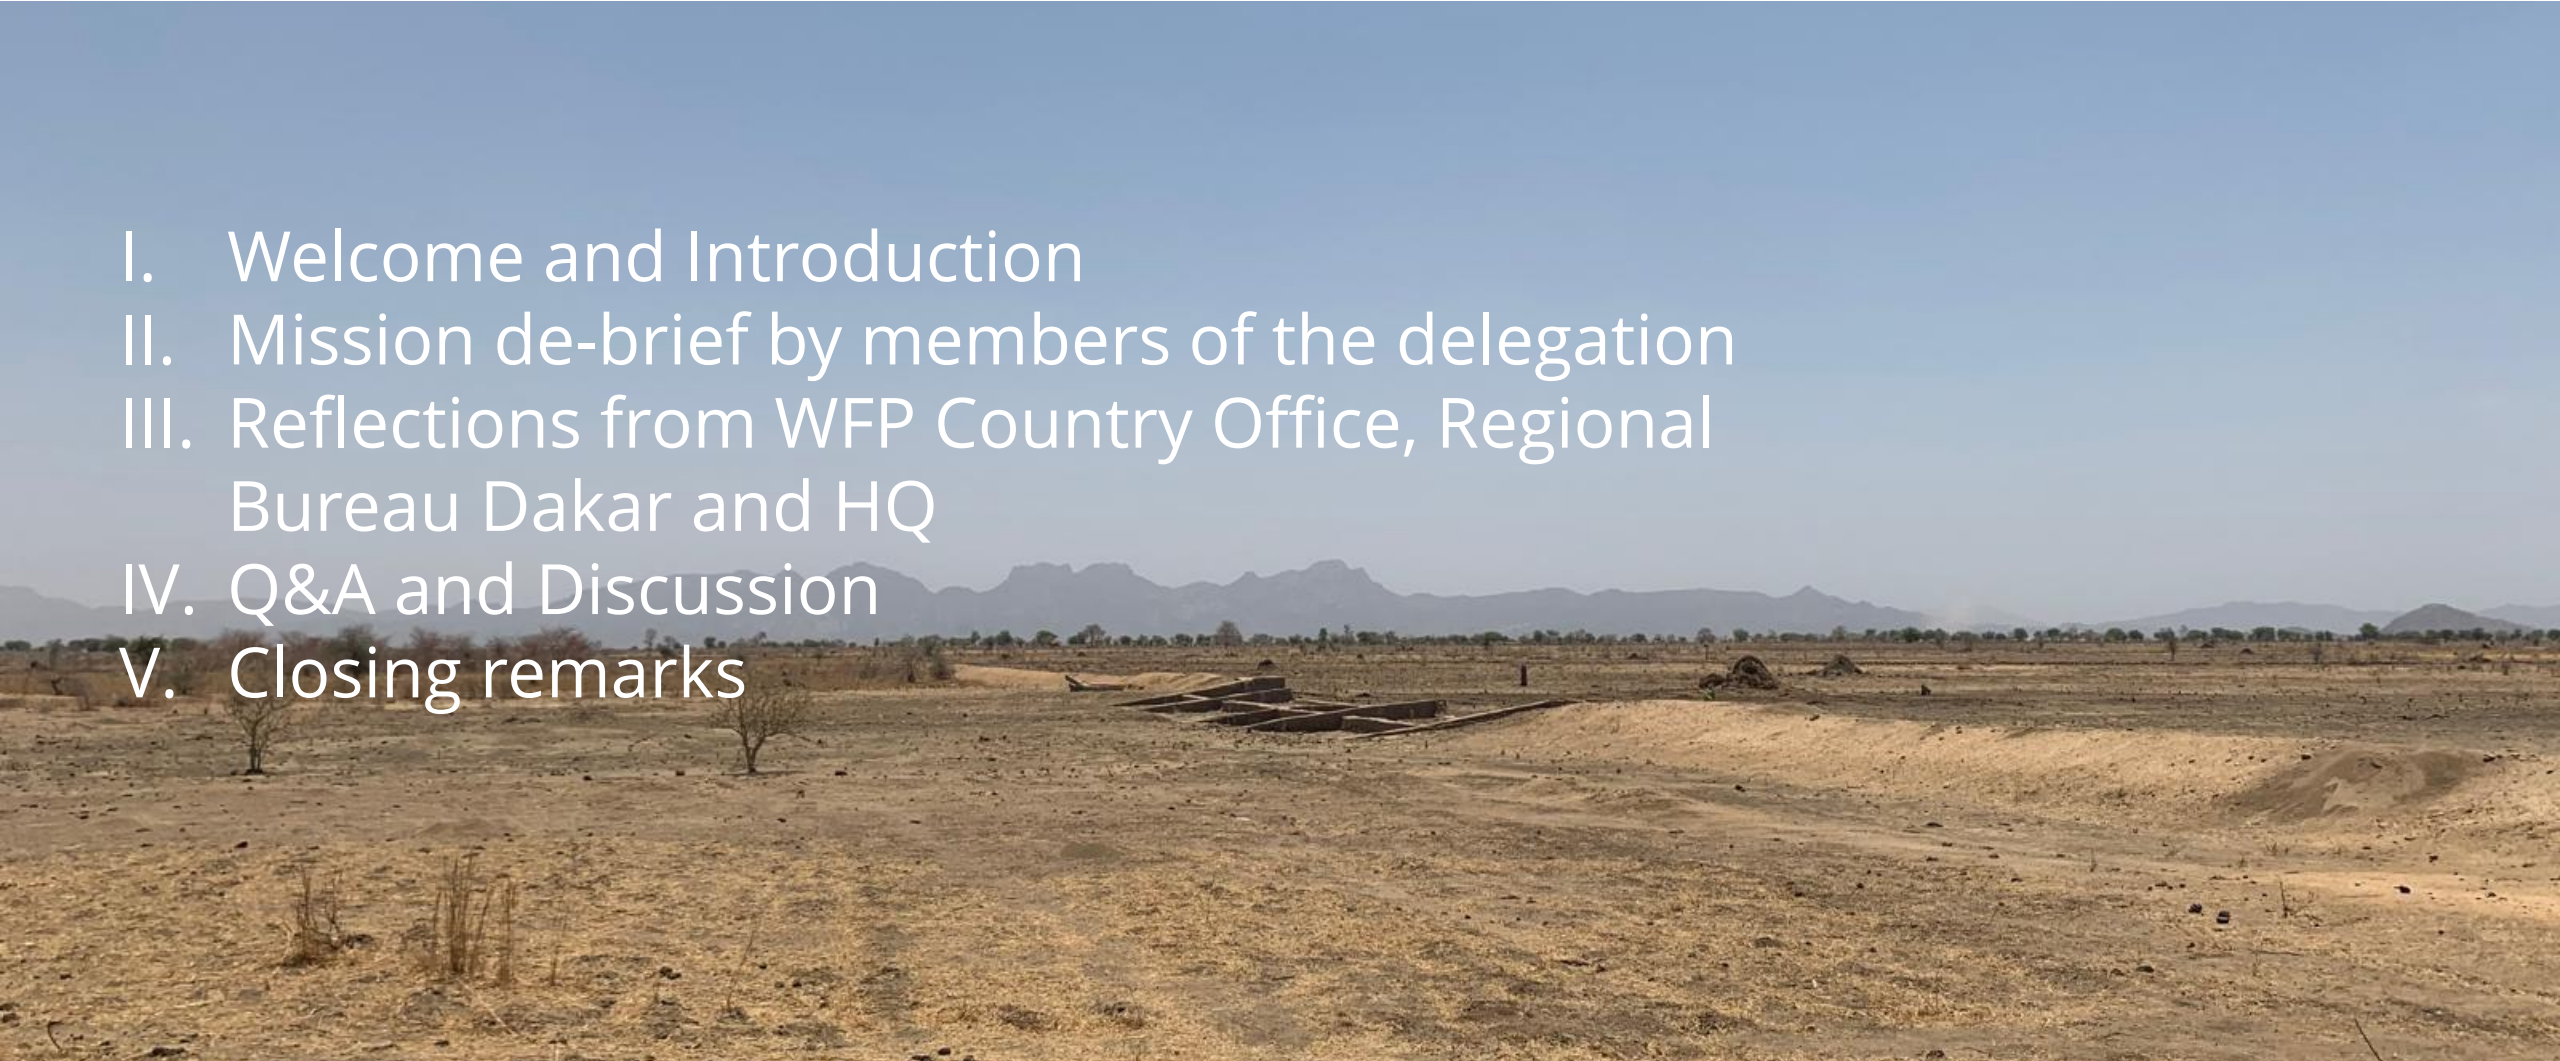 I. Welcome and Introduction
II. Mission de-brief by members of the delegation
III. Reflections from WFP Country Office, Regional
Bureau Dakar and HQ
IV. Q&A and Discussion
V. Closing remarks